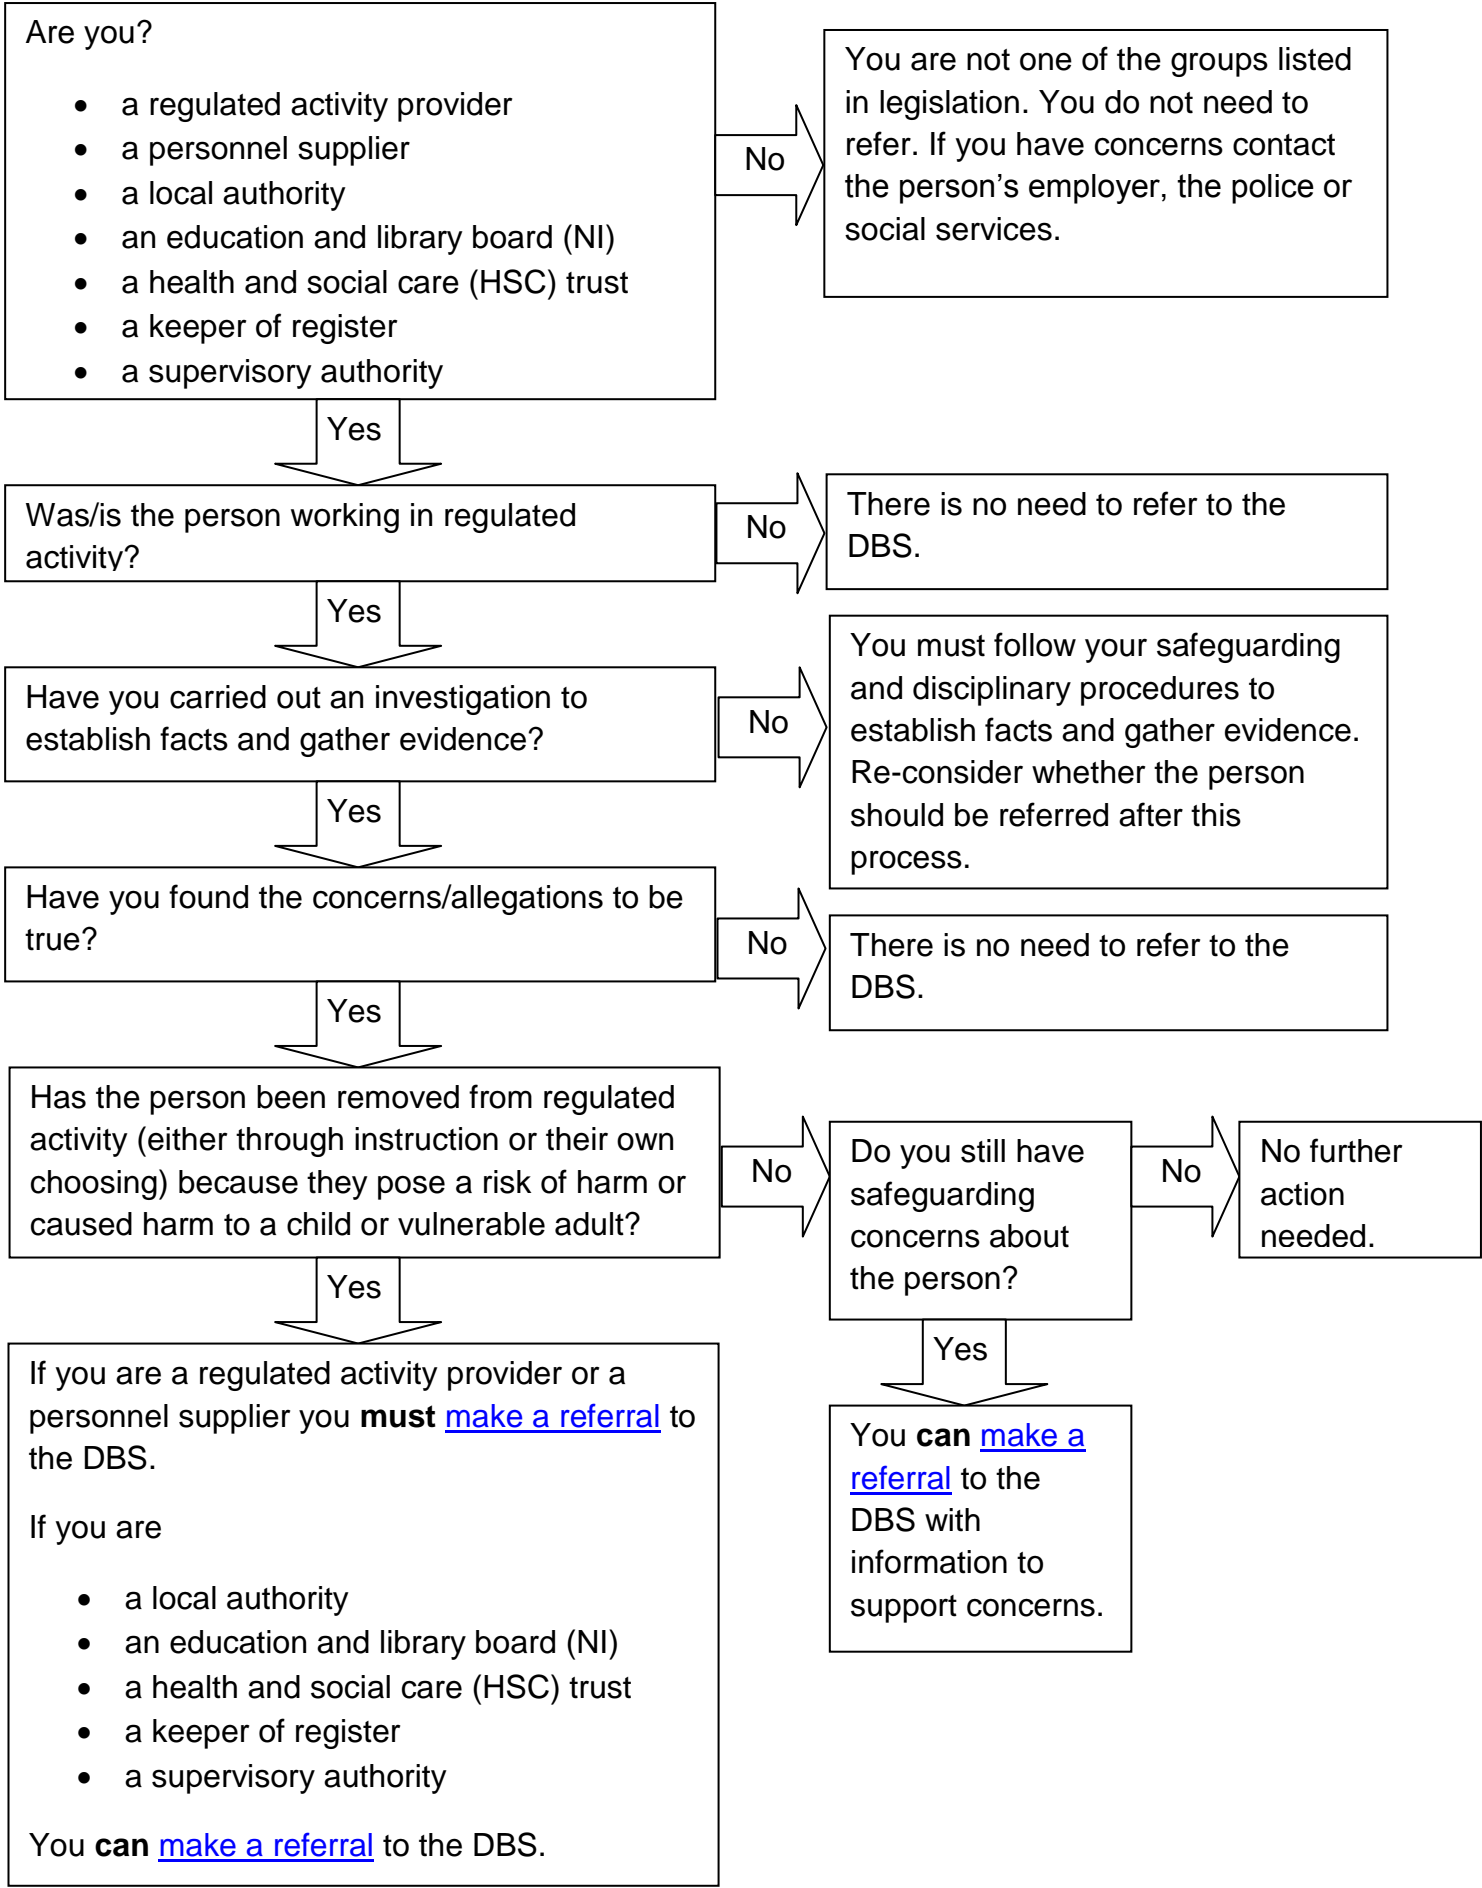 Are you?
• a regulated activity provider
• a personnel supplier
• a local authority
• an education and library board (NI)
• a health and social care (HSC) trust
• a keeper of register
• a supervisory authority
No
You are not one of the groups listed
in legislation. You do not need to
refer. If you have concerns contact
the person’s employer, the police or
social services.
Yes
Was/is the person working in regulated
activity?
No
There is no need to refer to the
DBS.
Yes
Have you carried out an investigation to
establish facts and gather evidence?
No
You must follow your safeguarding
and disciplinary procedures to
establish facts and gather evidence.
Re-consider whether the person
should be referred after this
process.
Yes
Have you found the concerns/allegations to be
true?
No
There is no need to refer to the
DBS.
Yes
Has the person been removed from regulated
activity (either through instruction or their own
choosing) because they pose a risk of harm or
caused harm to a child or vulnerable adult?
No
Do you still have
safeguarding
concerns about
the person?
No
No further
action
needed.
Yes
You can make a
referral to the
DBS with
information to
support concerns.
Yes
If you are a regulated activity provider or a
personnel supplier you must make a referral to
the DBS.
If you are
• a local authority
• an education and library board (NI)
• a health and social care (HSC) trust
• a keeper of register
• a supervisory authority
You can make a referral to the DBS.